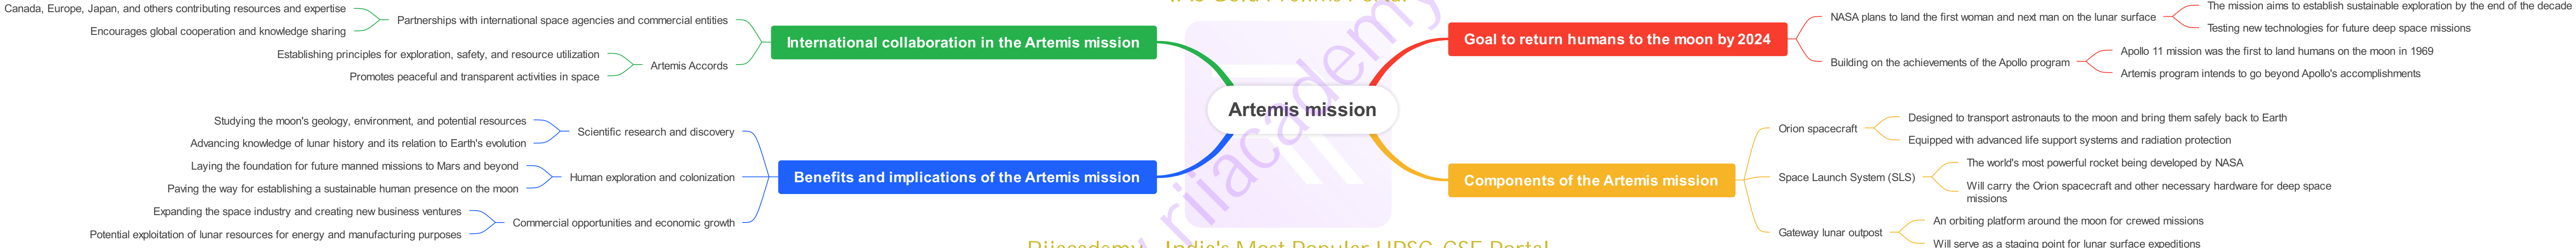 Artemis mission
Goal to return humans to the moon by 2024
NASA plans to land the first woman and next man on the lunar surface
The mission aims to establish sustainable exploration by the end of the decade
Testing new technologies for future deep space missions
Building on the achievements of the Apollo program
Apollo 11 mission was the first to land humans on the moon in 1969
Artemis program intends to go beyond Apollo's accomplishments
Components of the Artemis mission
Orion spacecraft
Designed to transport astronauts to the moon and bring them safely back to Earth
Equipped with advanced life support systems and radiation protection
Space Launch System (SLS)
The world's most powerful rocket being developed by NASA
Will carry the Orion spacecraft and other necessary hardware for deep space
missions
Gateway lunar outpost
An orbiting platform around the moon for crewed missions
Will serve as a staging point for lunar surface expeditions
International collaboration in the Artemis mission
Partnerships with international space agencies and commercial entities
Canada, Europe, Japan, and others contributing resources and expertise
Encourages global cooperation and knowledge sharing
Artemis Accords
Establishing principles for exploration, safety, and resource utilization
Promotes peaceful and transparent activities in space
Benefits and implications of the Artemis mission
Scientific research and discovery
Studying the moon's geology, environment, and potential resources
Advancing knowledge of lunar history and its relation to Earth's evolution
Human exploration and colonization
Laying the foundation for future manned missions to Mars and beyond
Paving the way for establishing a sustainable human presence on the moon
Commercial opportunities and economic growth
Expanding the space industry and creating new business ventures
Potential exploitation of lunar resources for energy and manufacturing purposes
India's Most Popular UPSC CSE Portal